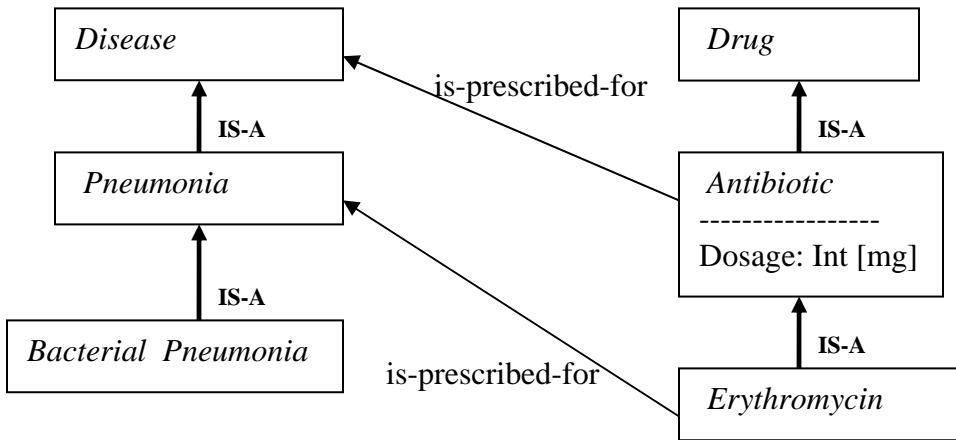 Disease
Drug
is-prescribed-for
IS-A
IS-A
Pneumonia
Antibiotic
-----------------
Dosage: Int [mg]
IS-A
IS-A
Bacterial Pneumonia
is-prescribed-for
Erythromycin